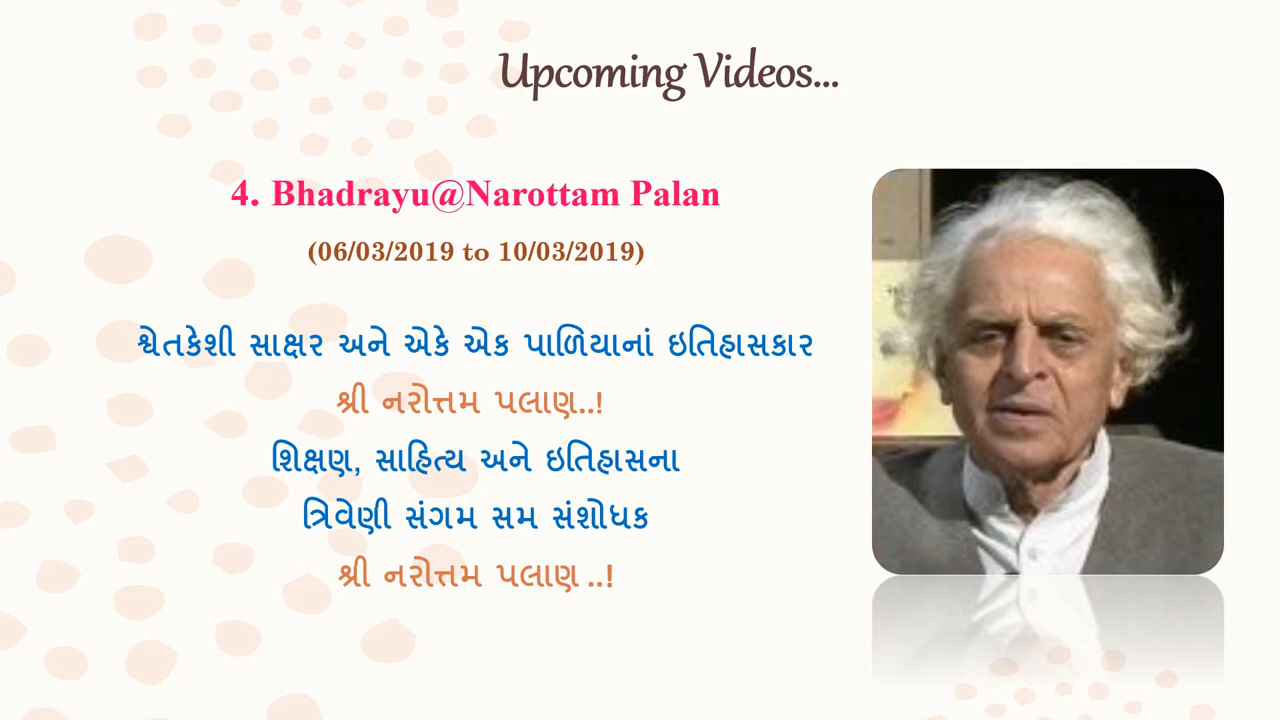 Upcoming Videos...
4. Bhadrayu@Narottam Palan
(06/03/2019 to 10/03/2019)
શ્વેતકેશી સાક્ષર અને એકે એક પાળિયાનાં ઇતિહાસકાર
શ્રી નરોત્તમ પલાણ..!
શિક્ષણ, સાહિત્ય અને ઇતિહાસના
ત્રિવેણી સંગમ સમ સંશોધક
શ્રી નરોત્તમ પલાણ ..!